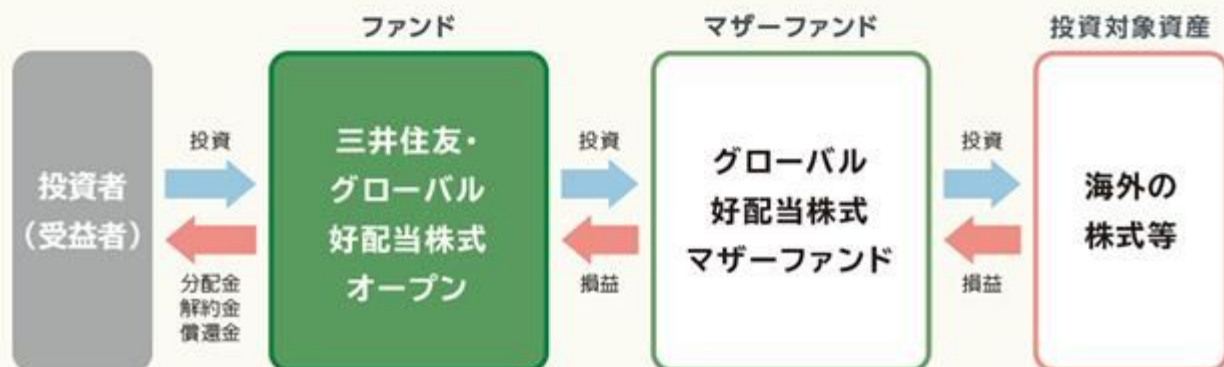 ファンド
マザーファンド
投資対象資産
投資者
(受益者)
投資
分配金
解約金
償還金
三井住友・
グローバル
好配当株式
オープン
投資
損益
グローバル
好配当株式
マザーファンド
投資
損益
海外の
株式等